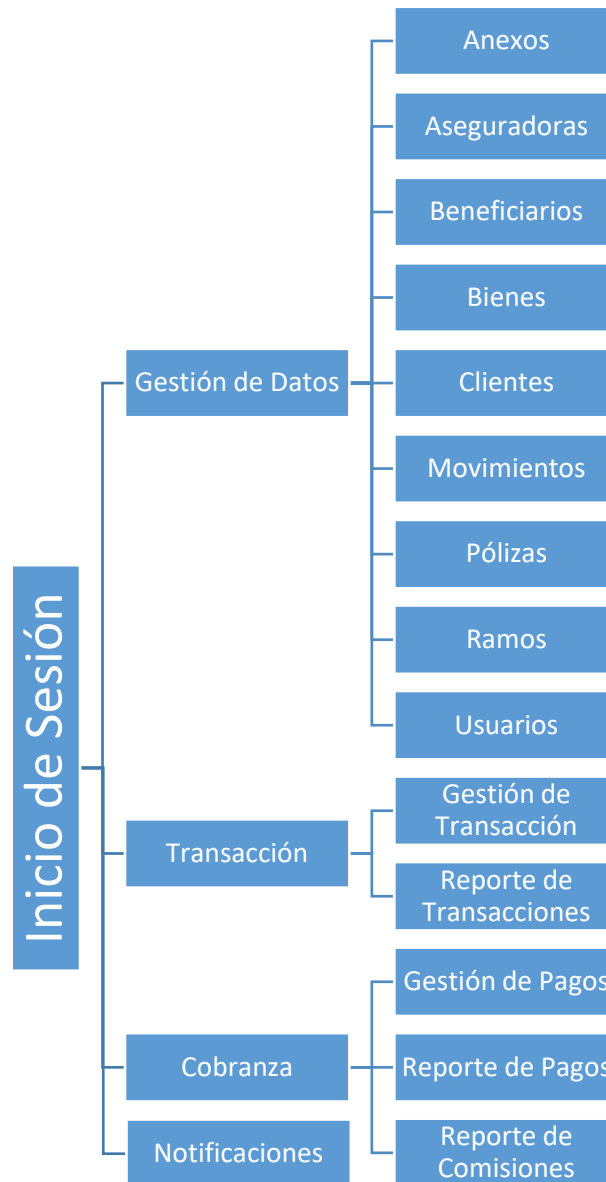 Inicio de Sesión
Gestión de Datos
Anexos
Aseguradoras
Beneficiarios
Bienes
Clientes
Movimientos
Pólizas
Ramos
Usuarios
Transacción
Gestión de
Transacción
Reporte de
Transacciones
Cobranza
Gestión de Pagos
Reporte de Pagos
Reporte de
Comisiones
Notificaciones